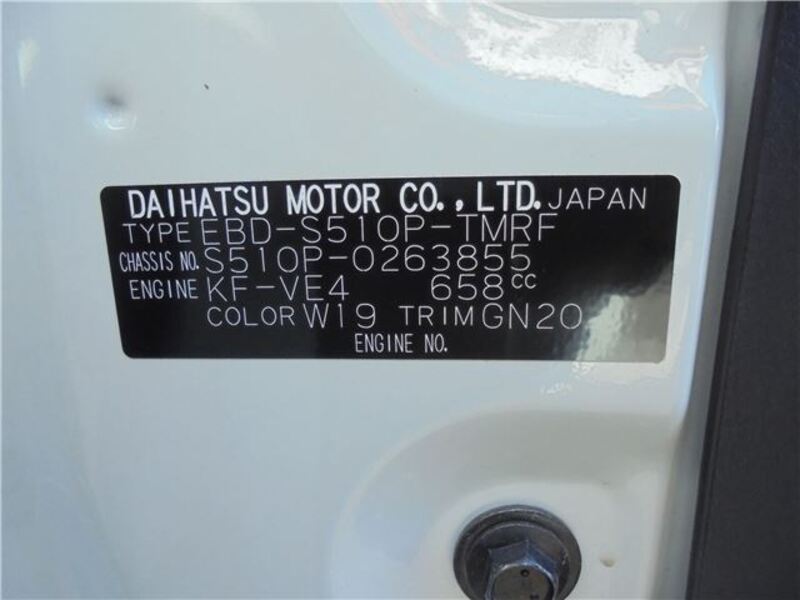 DAIHATSU MOTOR CO., LTD. JAPAN
TYPE EBD-S510P-TMRF
CHASSIS NO. S510P-0263855
ENGINE KF-VE4 658cc
COLOR W19 TRIM GN20
ENGINE NO.